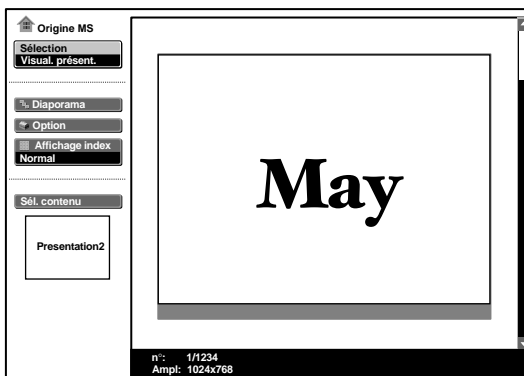 Origine MS
Sélection
Visual. présent.
Diaporama
Option
Affichage index
Normal
Sél. contenu
Presentation2
May
n°: 1/1234
Ampl: 1024x768